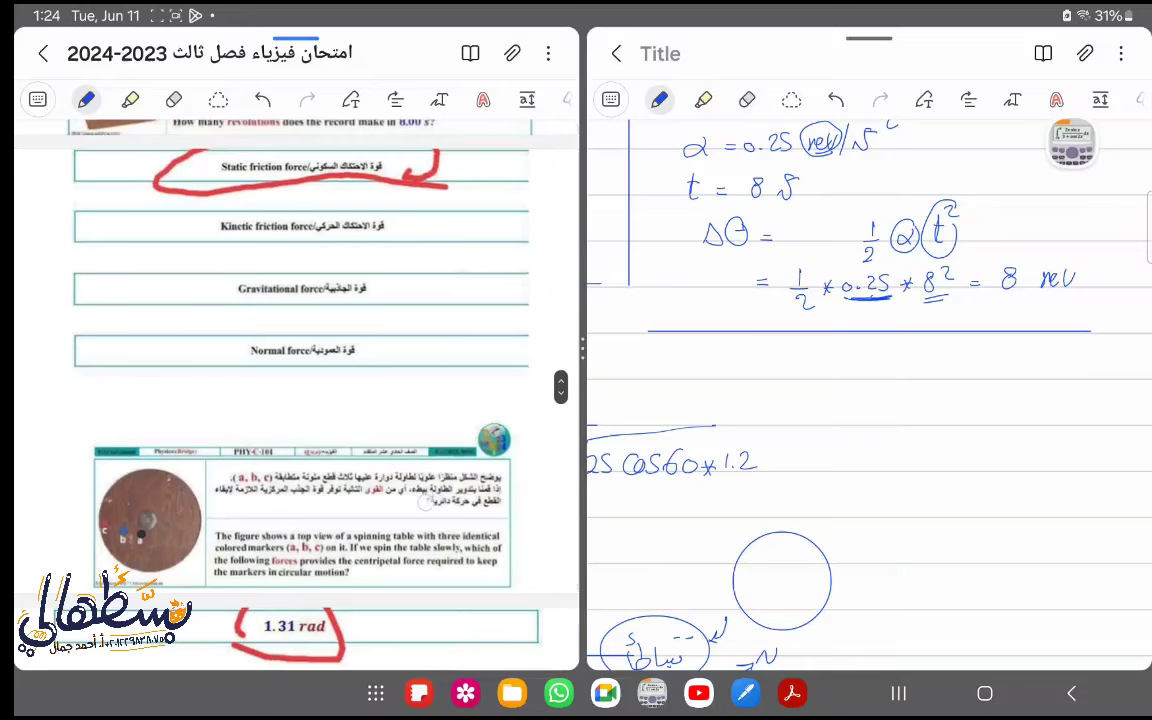 1:24 Tue, Jun 11
31%
امتحان فيزياء فصل ثالث 2023-2024
Title
How many revolutions does the record make in 8.00 s?
Static friction force/قوة الاحتكاك السكوني
Kinetic friction force/قوة الاحتكاك الحركي
Gravitational force/قوة الجاذبية
Normal force/قوة العمودية
PHY-C-101
يوضح الشكل منظرًا علويًا لطاولة دوارة عليها ثلاث قطع ملونة متطابقة (a, b, c).
إذا قمنا بتدوير الطاولة ببطء، أي من القوى التالية توفر قوة الجذب المركزية اللازمة لإبقاء
القطع في حركة دائرية؟
The figure shows a top view of a spinning table with three identical
colored markers (a, b, c) on it. If we spin the table slowly, which of
the following forces provides the centripetal force required to keep
the markers in circular motion?
c
b
a
1.31 rad
أ. أحمد جمال
α = 0.25 rev/s²
t = 8 s
Δθ = ½ α t²
= ½ * 0.25 * 8² = 8 rev
25 cos60 * 1.2
N